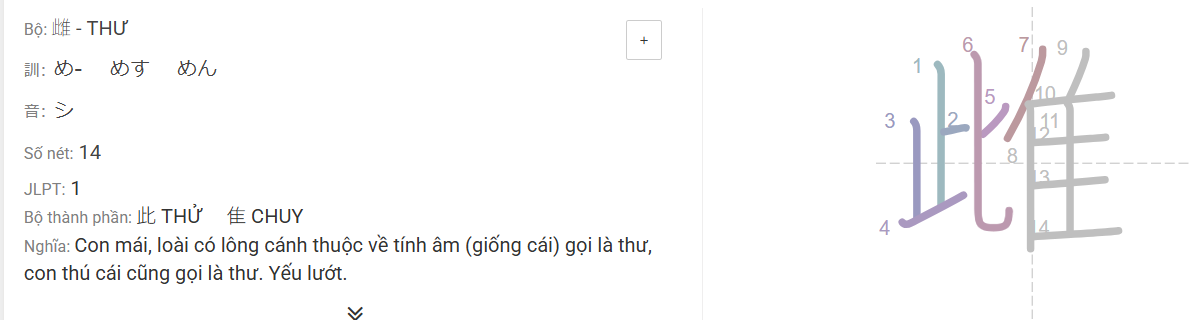 Bộ: 雌 - THƯ
+
訓: め- めす めん
音: シ
Số nét: 14
JLPT: 1
Bộ thành phần: 此 THỬ 隹 CHUY
Nghĩa: Con mái, loài có lông cánh thuộc về tính âm (giống cái) gọi là thư,
con thú cái cũng gọi là thư. Yếu lướt.
6 7 9
1
5 10
3 2 11
12
8
13
4 14